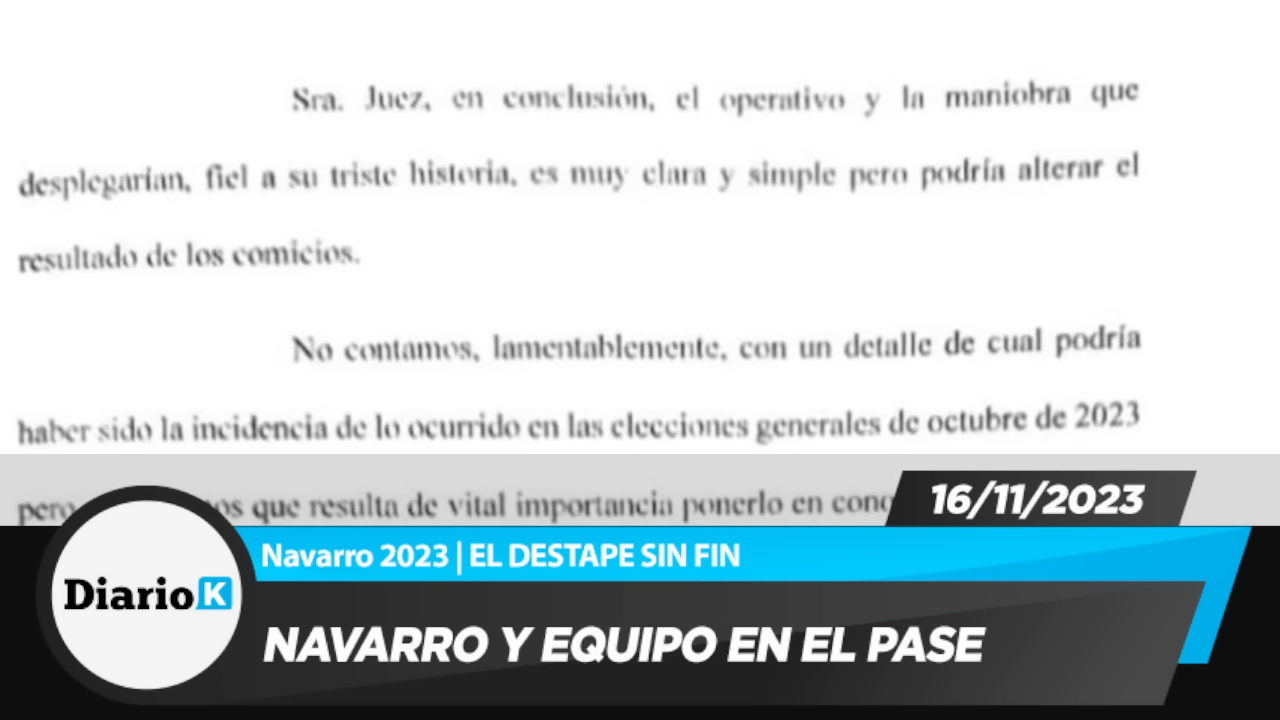 Sra. Juez, en conclusión, el operativo y la maniobra que
desplegarían, fiel a su triste historia, es muy clara y simple pero podría alterar el
resultado de los comicios.
No contamos, lamentablemente, con un detalle de cual podría
haber sido la incidencia de lo ocurrido en las elecciones generales de octubre de 2023
pero que resulta de vital importancia ponerlo en
16/11/2023
Navarro 2023 | EL DESTAPE SIN FIN
DiarioK
NAVARRO Y EQUIPO EN EL PASE